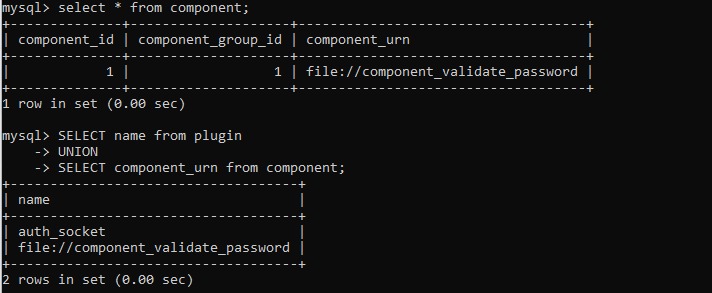 mysql> select * from component;
+--------------+--------------------+------------------------------------+
| component_id | component_group_id | component_urn                      |
+--------------+--------------------+------------------------------------+
|            1 |                  1 | file://component_validate_password |
+--------------+--------------------+------------------------------------+
1 row in set (0.00 sec)

mysql> SELECT name from plugin
    -> UNION
    -> SELECT component_urn from component;
+------------------------------------+
| name                               |
+------------------------------------+
| auth_socket                        |
| file://component_validate_password |
+------------------------------------+
2 rows in set (0.00 sec)